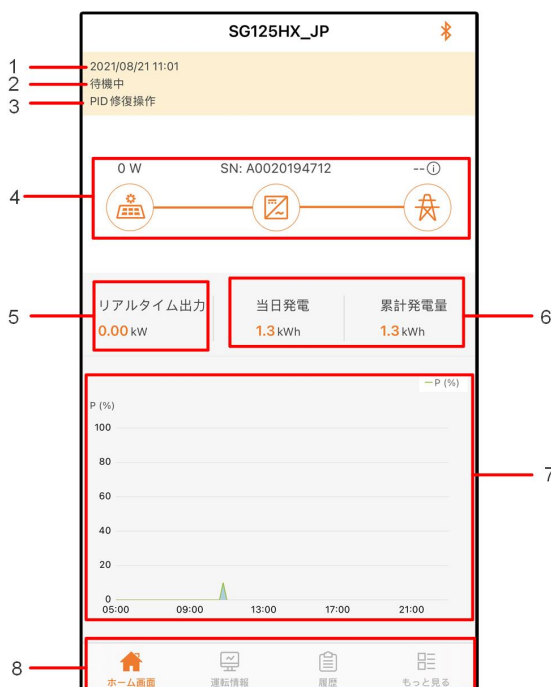 SG125HX_JP
1
2021/08/21 11:01
2
待機中
3
PID修復操作
4
0 W
SN: A0020194712
--
リアルタイム出力
当日発電
累計発電量
5
6
0.00 kW
1.3 kWh
1.3 kWh
P (%)
P (%)
100
80
7
60
40
20
0
05:00 09:00 13:00 17:00 21:00
8
ホーム画面 運転情報 履歴 もっと見る